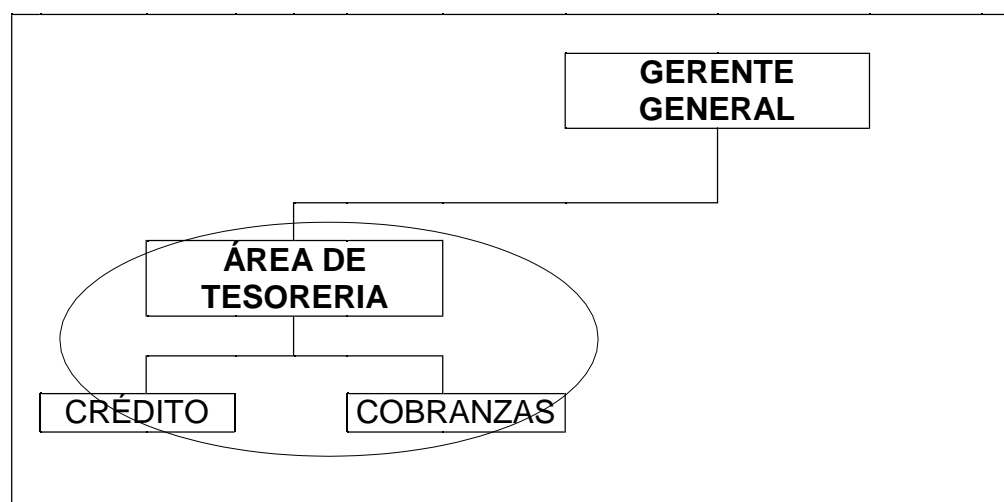 GERENTE
GENERAL
ÁREA DE
TESORERIA
CRÉDITO
COBRANZAS